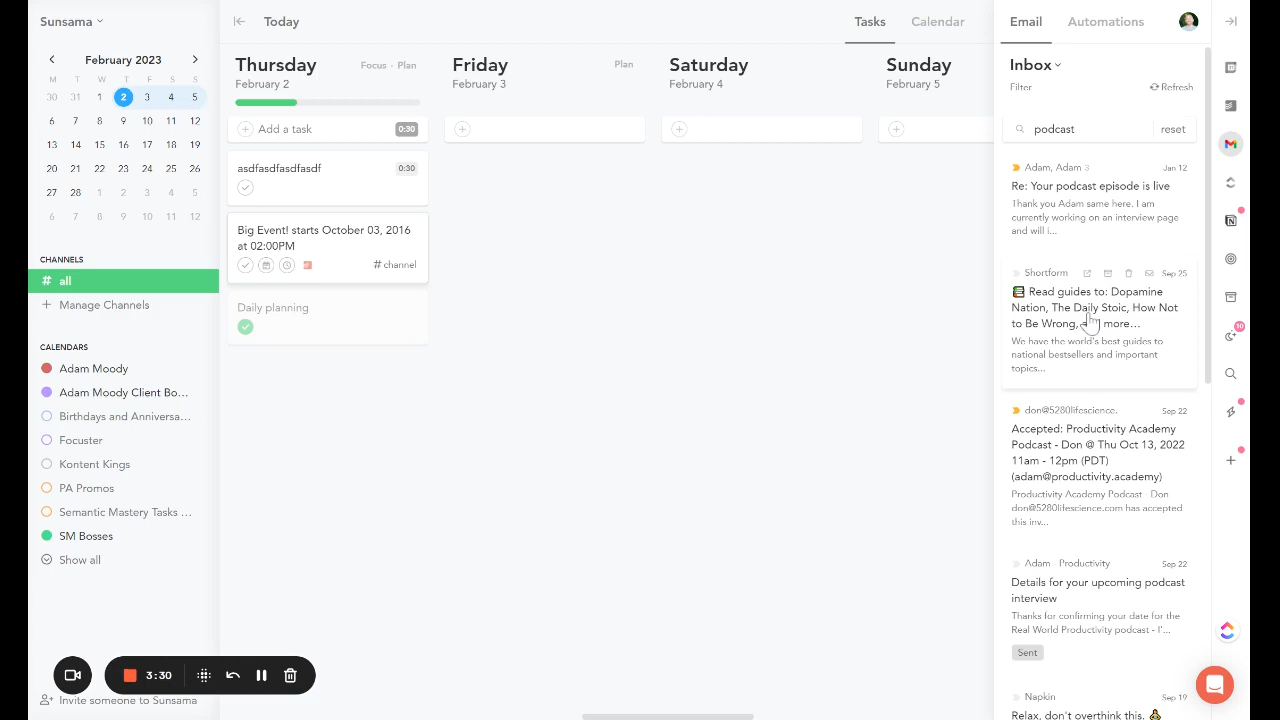 Sunsama
February 2023
M T W T F S S
30 31 1 2 3 4 5
6 7 8 9 10 11 12
13 14 15 16 17 18 19
20 21 22 23 24 25 26
27 28 1 2 3 4 5
6 7 8 9 10 11 12
CHANNELS
# all
Manage Channels
CALENDARS
Adam Moody
Adam Moody Client Bo...
Birthdays and Anniversa...
Focuster
Kontent Kings
PA Promos
Semantic Mastery Tasks ...
SM Bosses
Show all
3:30
Invite someone to Sunsama
Today
Tasks
Calendar
Thursday
Focus · Plan
February 2
Add a task 0:30
asdfasdfasdfasdf 0:30
Big Event! starts October 03, 2016
at 02:00PM
# channel
Daily planning
Friday
Plan
February 3
Saturday
February 4
Sunday
February 5
Email
Automations
Inbox
Filter
Refresh
podcast
reset
Adam, Adam 3 Jan 12
Re: Your podcast episode is live
Thank you Adam same here. I am
currently working on an interview page
and will i...
Shortform Sep 25
Read guides to: Dopamine
Nation, The Daily Stoic, How Not
to Be Wrong, more...
We have the world's best guides to
national bestsellers and important
topics...
don@5280lifescience. Sep 22
Accepted: Productivity Academy
Podcast - Don @ Thu Oct 13, 2022
11am - 12pm (PDT)
(adam@productivity.academy)
Productivity Academy Podcast - Don
don@5280lifescience.com has accepted
this inv...
Adam · Productivity Sep 22
Details for your upcoming podcast
interview
Thanks for confirming your date for the
Real World Productivity podcast - I'...
Sent
Napkin Sep 19
Relax, don't overthink this.
10